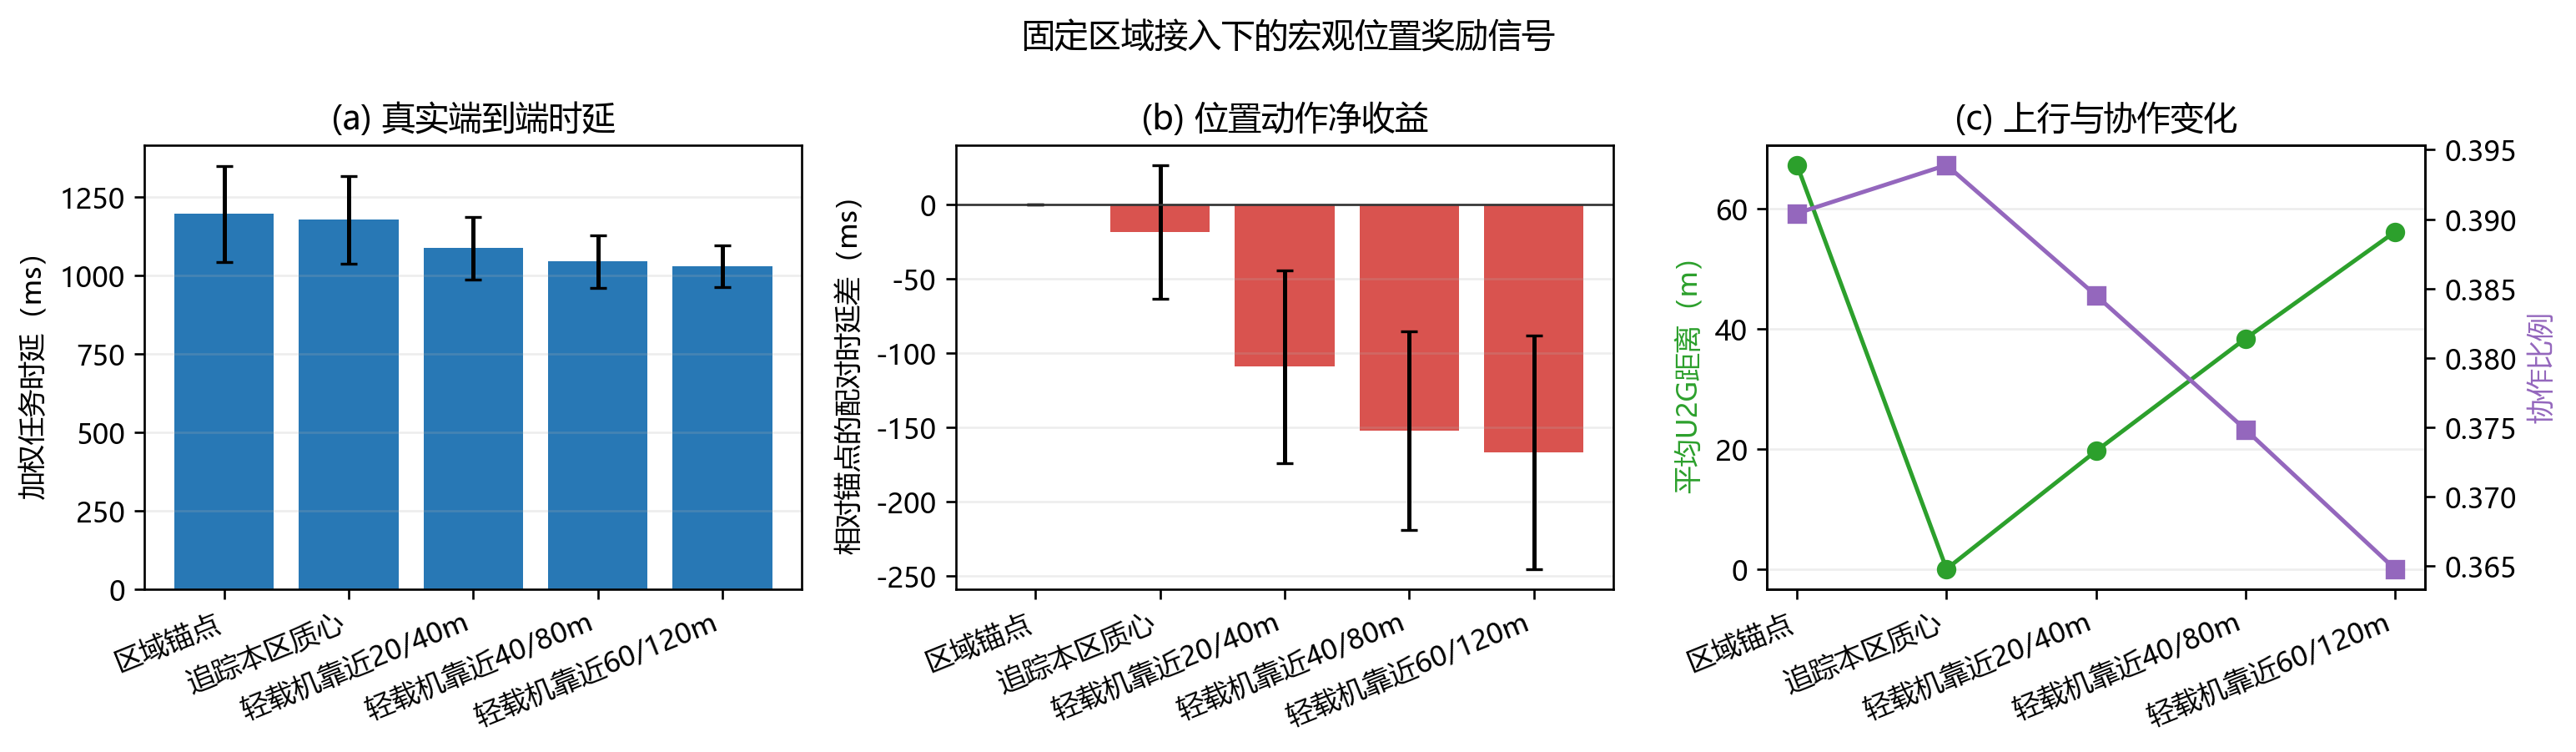 固定区域接入下的宏观位置奖励信号
(a) 真实端到端时延
加权任务时延（ms）
1250
1000
750
500
250
0
区域锚点
追踪本区质心
轻载机靠近20/40m
轻载机靠近40/80m
轻载机靠近60/120m
(b) 位置动作净收益
相对锚点的配对时延差（ms）
0
-50
-100
-150
-200
-250
区域锚点
追踪本区质心
轻载机靠近20/40m
轻载机靠近40/80m
轻载机靠近60/120m
(c) 上行与协作变化
平均U2G距离（m）
60
40
20
0
0.395
0.390
0.385
0.380
0.375
0.370
0.365
协作比例
区域锚点
追踪本区质心
轻载机靠近20/40m
轻载机靠近40/80m
轻载机靠近60/120m